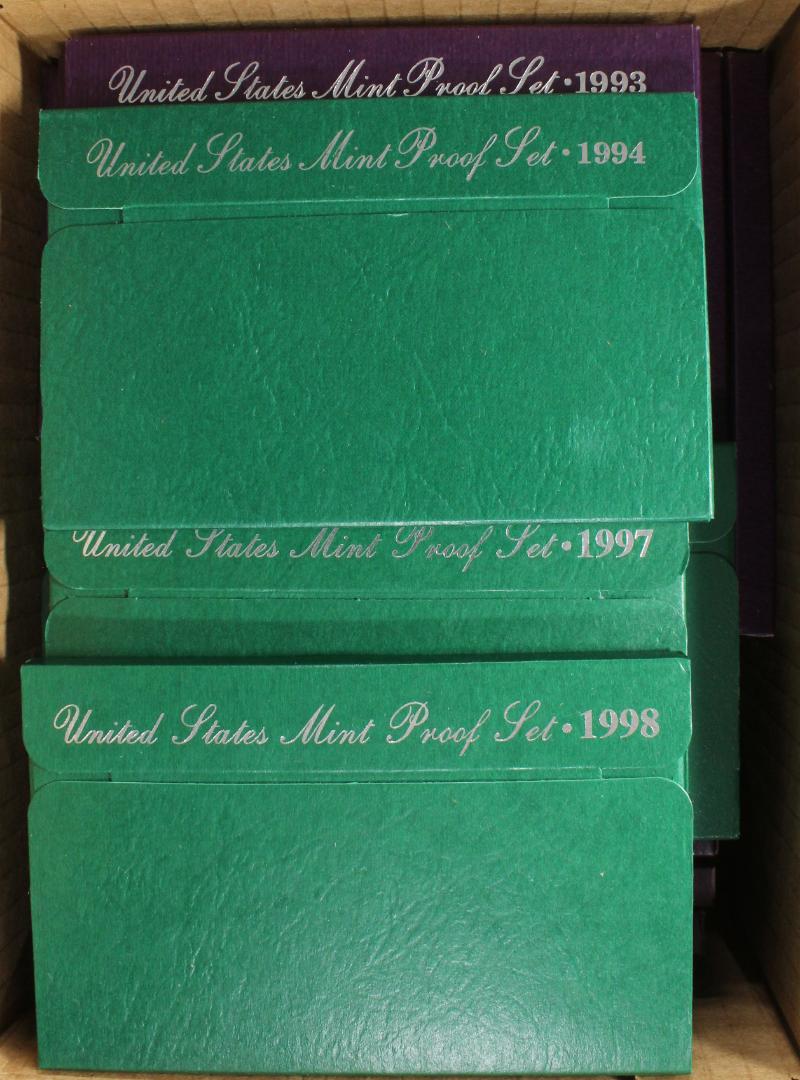 United States Mint Proof Set • 1993
United States Mint Proof Set • 1994
United States Mint Proof Set • 1997
United States Mint Proof Set • 1998